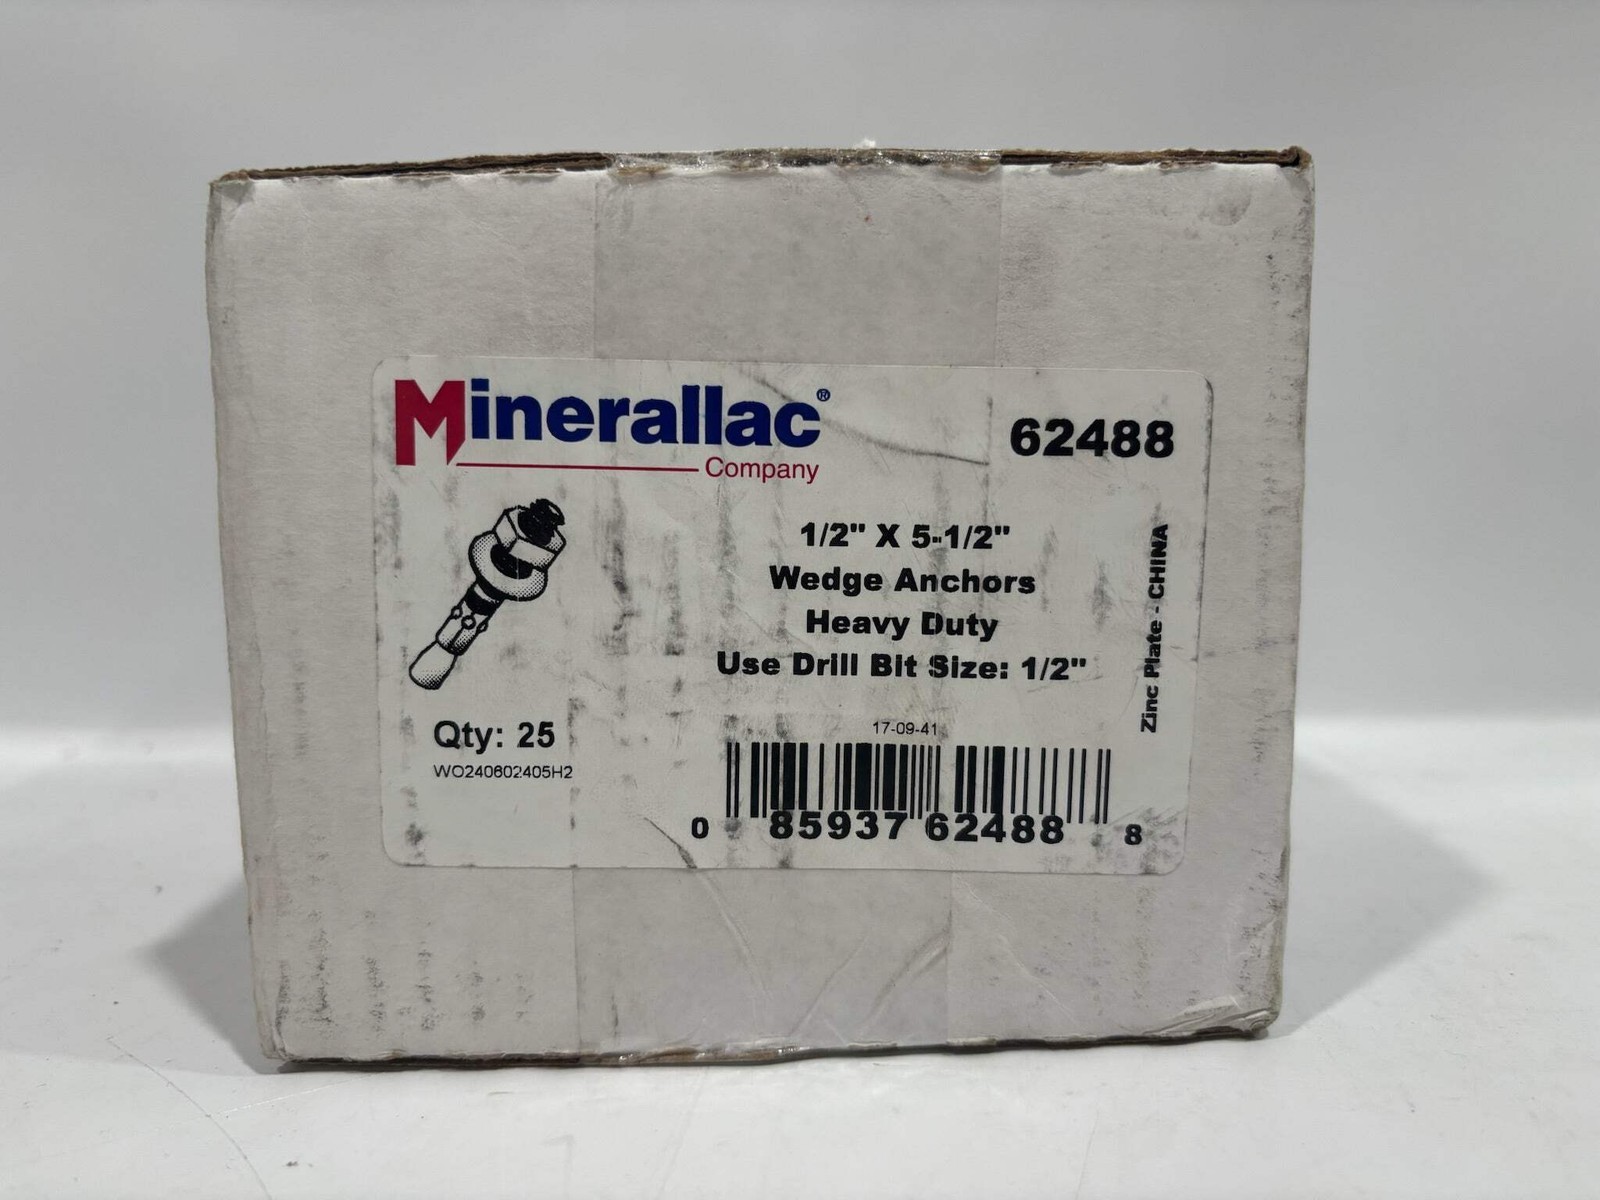 Minerallac®
Company
62488
1/2" X 5-1/2"
Wedge Anchors
Heavy Duty
Use Drill Bit Size: 1/2"
Zinc Plate - CHINA
Qty: 25
WO240602405H2
17-09-41
0 85937 62488 8